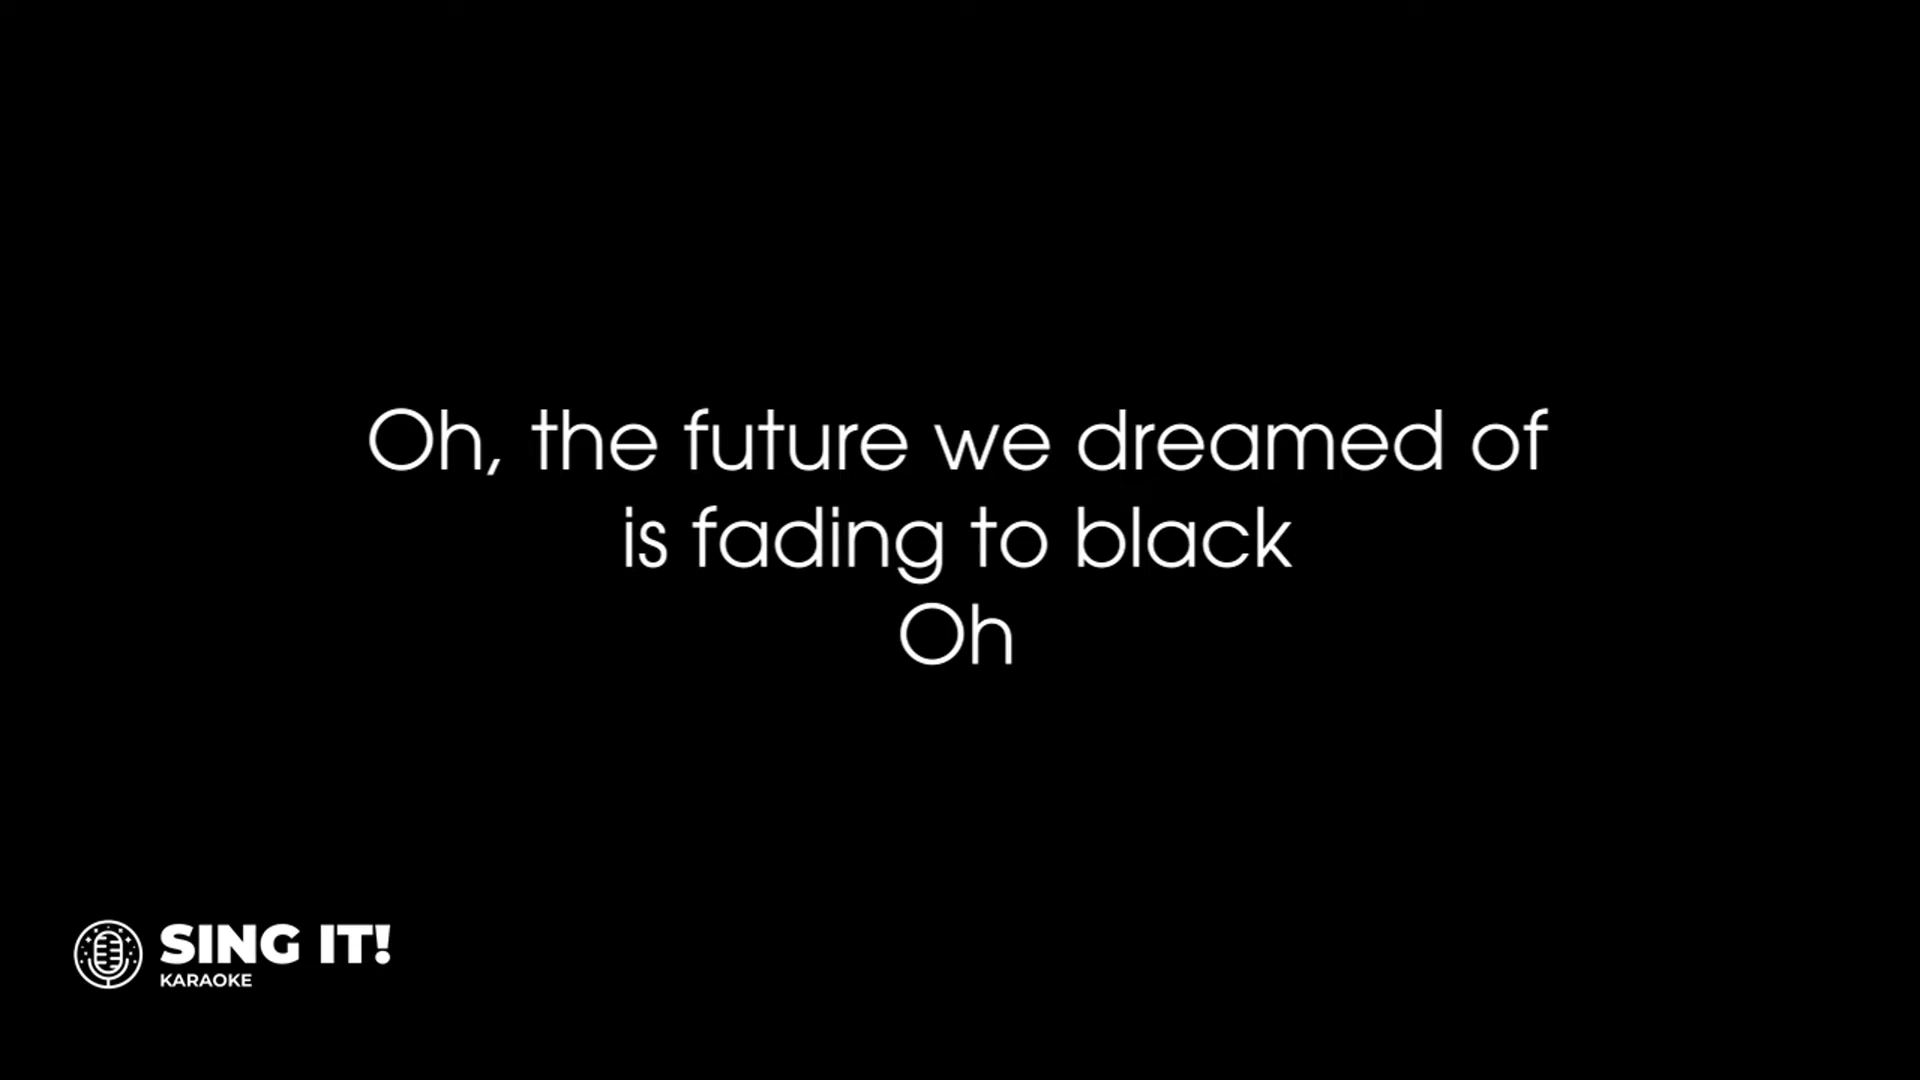 Oh, the future we dreamed of
is fading to black
Oh
SING IT!
KARAOKE